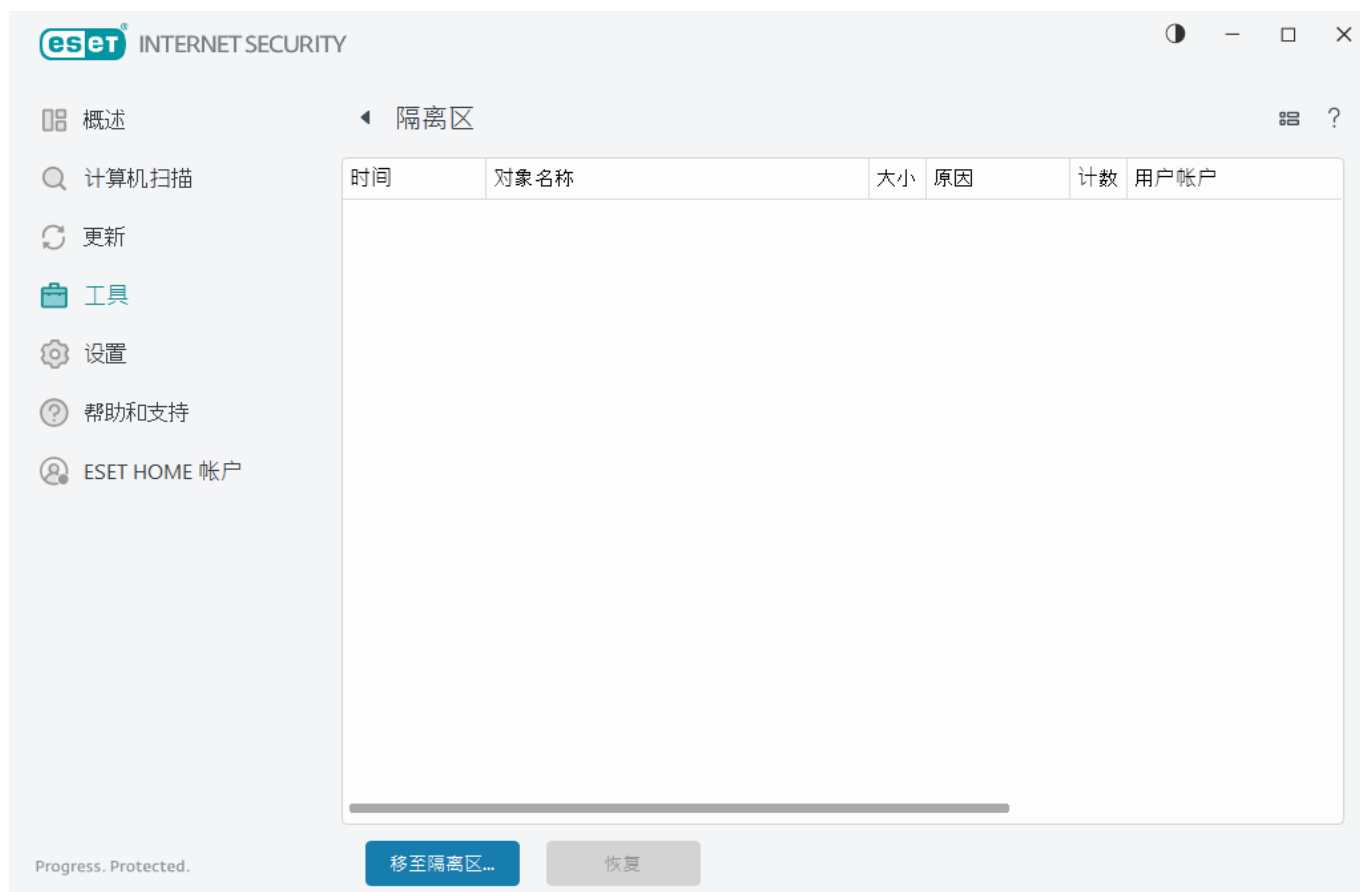 eset® INTERNET SECURITY
概述
计算机扫描
更新
工具
设置
帮助和支持
ESET HOME 帐户
隔离区
?
时间 对象名称 大小 原因 计数 用户帐户
移至隔离区... 恢复
Progress. Protected.